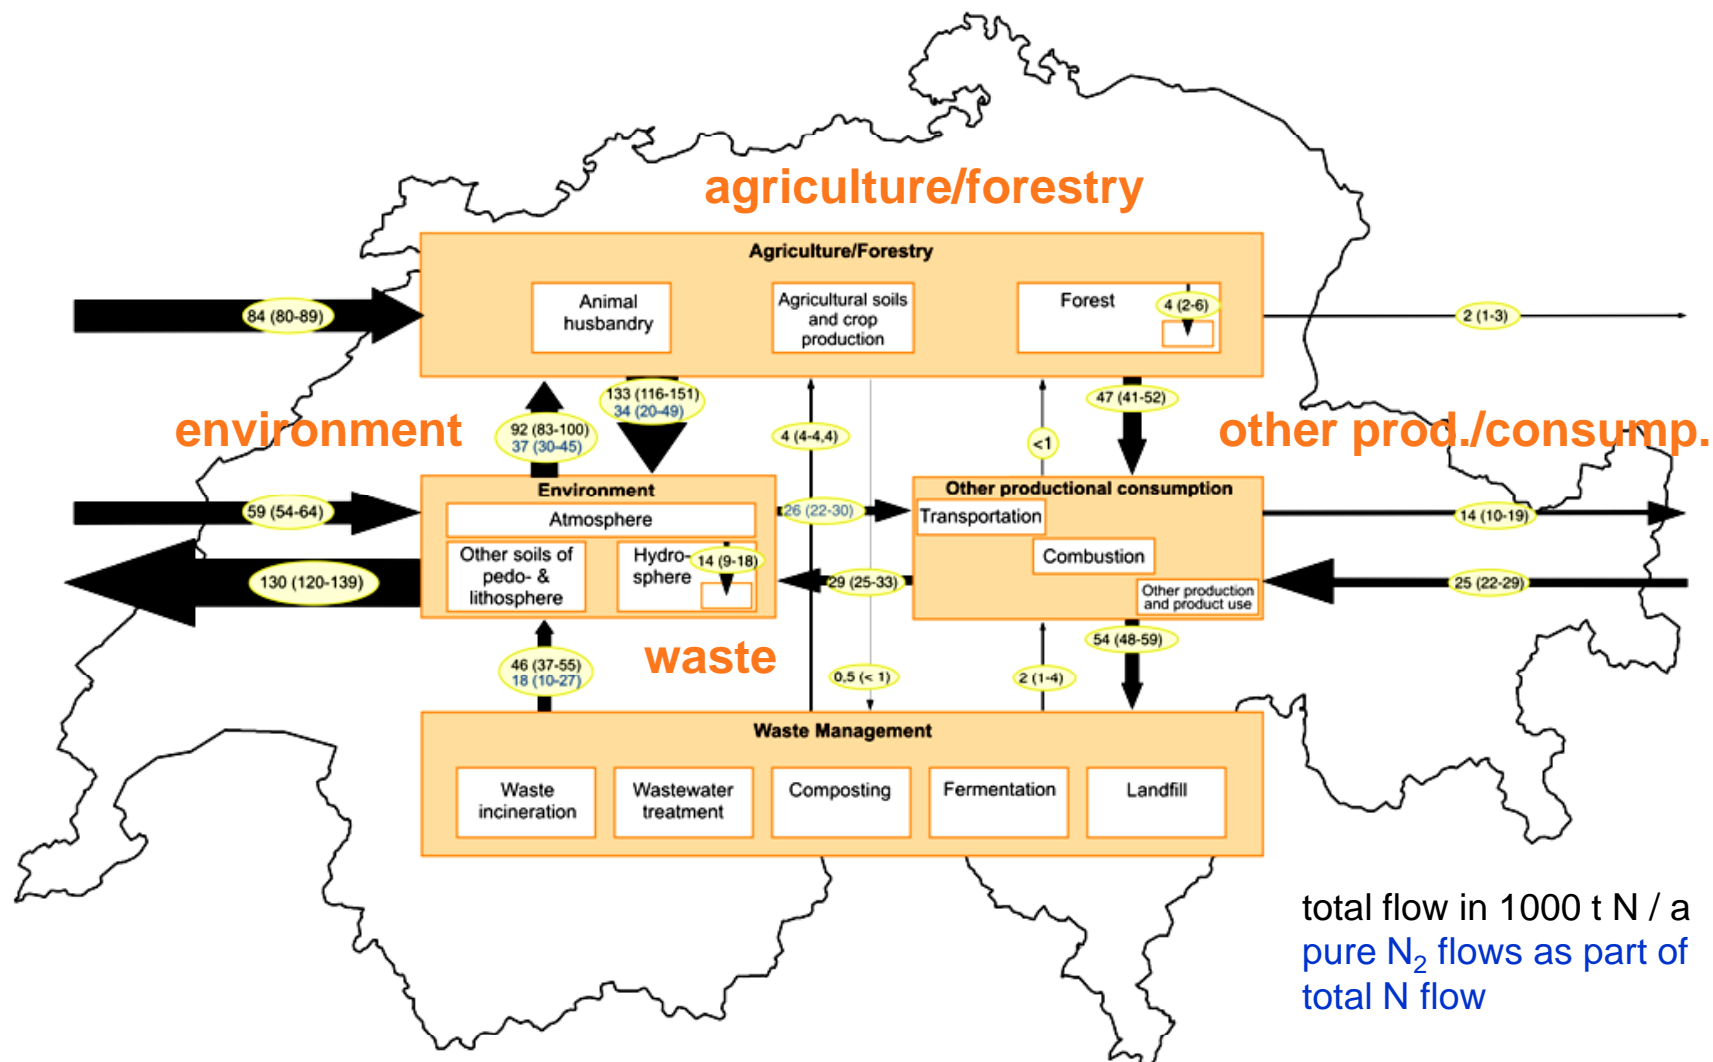 agriculture/forestry
Agriculture/Forestry
Animal
husbandry
Agricultural soils
and crop
production
Forest
4 (2-6)
84 (80-89)
2 (1-3)
133 (116-151)
34 (20-49)
47 (41-52)
92 (83-100)
37 (30-45)
4 (4-4,4)
<1
environment
other prod./consump.
Environment
Other productional consumption
59 (54-64)
Atmosphere
26 (22-30)
Transportation
14 (10-19)
Other soils of
pedo- &
lithosphere
Hydro-
sphere
14 (9-18)
Combustion
130 (120-139)
29 (25-33)
25 (22-29)
Other production
and product use
54 (48-59)
waste
46 (37-55)
18 (10-27)
0,5 (< 1)
2 (1-4)
Waste Management
Waste
incineration
Wastewater
treatment
Composting
Fermentation
Landfill
total flow in 1000 t N / a
pure N₂ flows as part of
total N flow